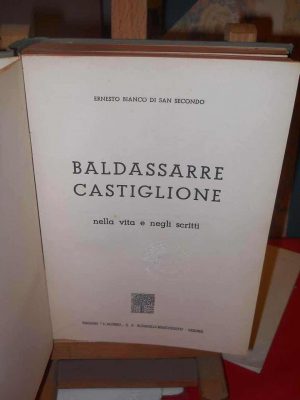 ERNESTO BIANCO DI SAN SECONDO
BALDASSARRE
CASTIGLIONE
nella vita e negli scritti